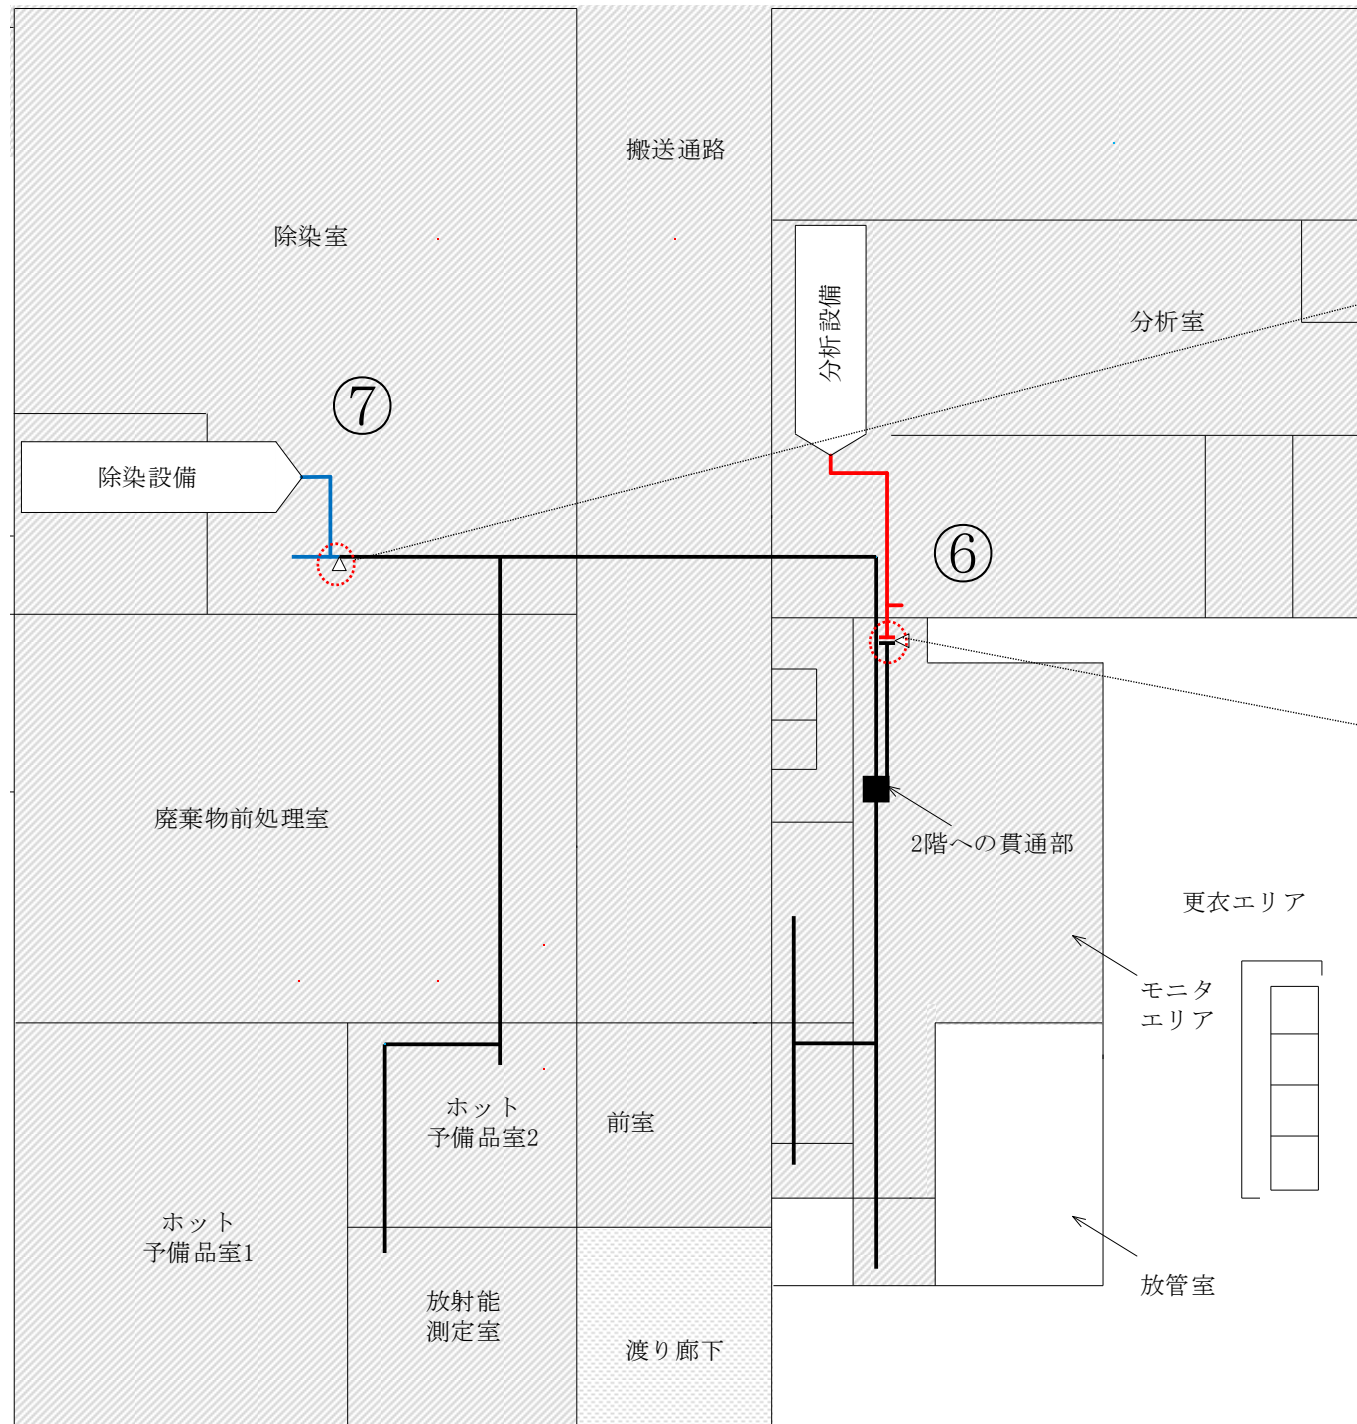 搬送通路
除染室
分析設備
分析室
⑦
除染設備
⑥
廃棄物前処理室
2階への貫通部
更衣エリア
モニタ
エリア
ホット
予備品室2
前室
ホット
予備品室1
放管室
放射能
測定室
渡り廊下